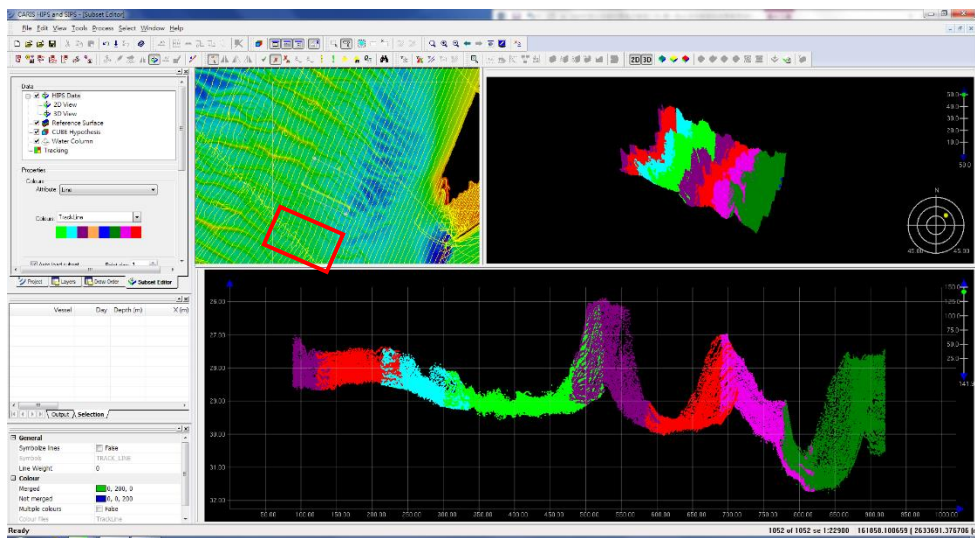 CARIS HIPS and SIPS - [Subset Editor]
File Edit View Tools Process Select Window Help
2D 3D
Data
HIPS Data
2D View
3D View
Reference Surface
CUBE Hypothesis
Water Column
Tracking
Properties
Colour
Attribute Line
Colours TrackLine
Project Layers Draw Order Subset Editor
Vessel Day Depth (m) X (m)
Output Selection
General
Symbolize lines False
Symbols TRACK_LINE
Line Weight 0
Colour
Merged 0, 200, 0
Not merged 0, 0, 200
Multiple colours False
Colour files TrackLine
Ready
N
26.00
27.00
28.00
29.00
30.00
31.00
32.00
50.00 100.00 150.00 200.00 250.00 300.00 350.00 400.00 450.00 500.00 550.00 600.00 650.00 700.00 750.00 800.00 850.00 900.00 950.00 1000.00